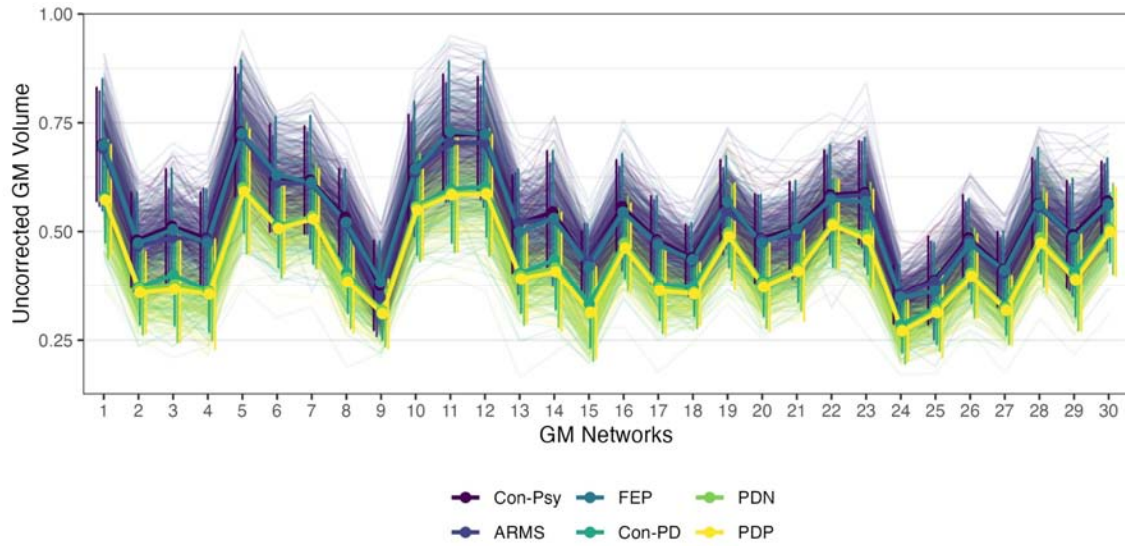 1.00
0.75
0.50
0.25
Uncorrected GM Volume
1 2 3 4 5 6 7 8 9 10 11 12 13 14 15 16 17 18 19 20 21 22 23 24 25 26 27 28 29 30
GM Networks
Con-Psy FEP PDN
ARMS Con-PD PDP